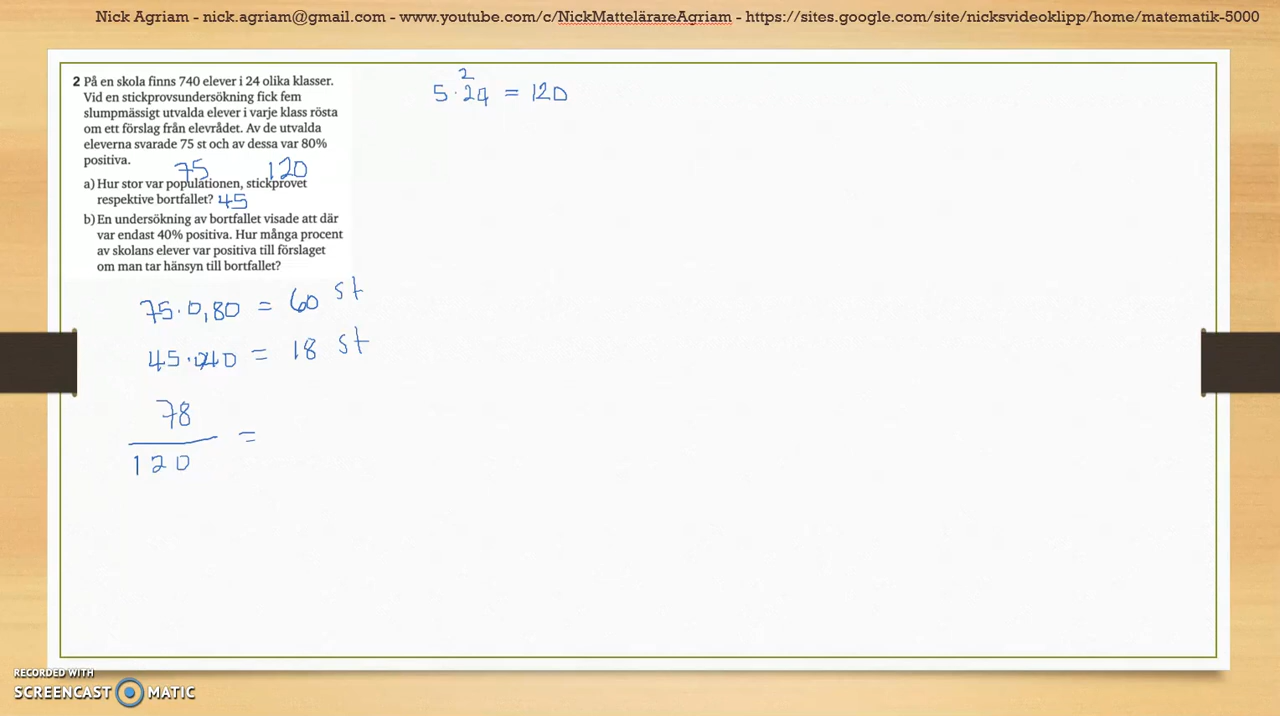 Nick Agriam - nick.agriam@gmail.com - www.youtube.com/c/NickMattelärareAgriam - https://sites.google.com/site/nicksvideoklipp/home/matematik-5000
2 På en skola finns 740 elever i 24 olika klasser.
Vid en stickprovsundersökning fick fem
slumpmässigt utvalda elever i varje klass rösta
om ett förslag från elevrådet. Av de utvalda
eleverna svarade 75 st och av dessa var 80%
positiva.
75 120
a) Hur stor var populationen, stickprovet
respektive bortfallet? 45
b) En undersökning av bortfallet visade att där
var endast 40% positiva. Hur många procent
av skolans elever var positiva till förslaget
om man tar hänsyn till bortfallet?
2
5·24 = 120
75·0,80 = 60 st
45·0,40 = 18 st
78
=
120
RECORDED WITH
SCREENCAST MATIC